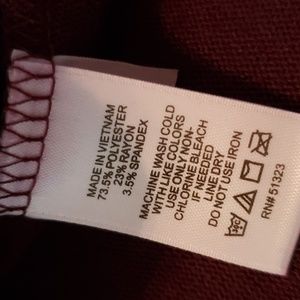 MADE IN VIETNAM
73.5% POLYESTER
23% RAYON
3.5% SPANDEX
MACHINE WASH COLD
WITH LIKE COLORS
USE ONLY NON-
CHLORINE BLEACH
IF NEEDED
LINE DRY
DO NOT USE IRON
RN# 51323